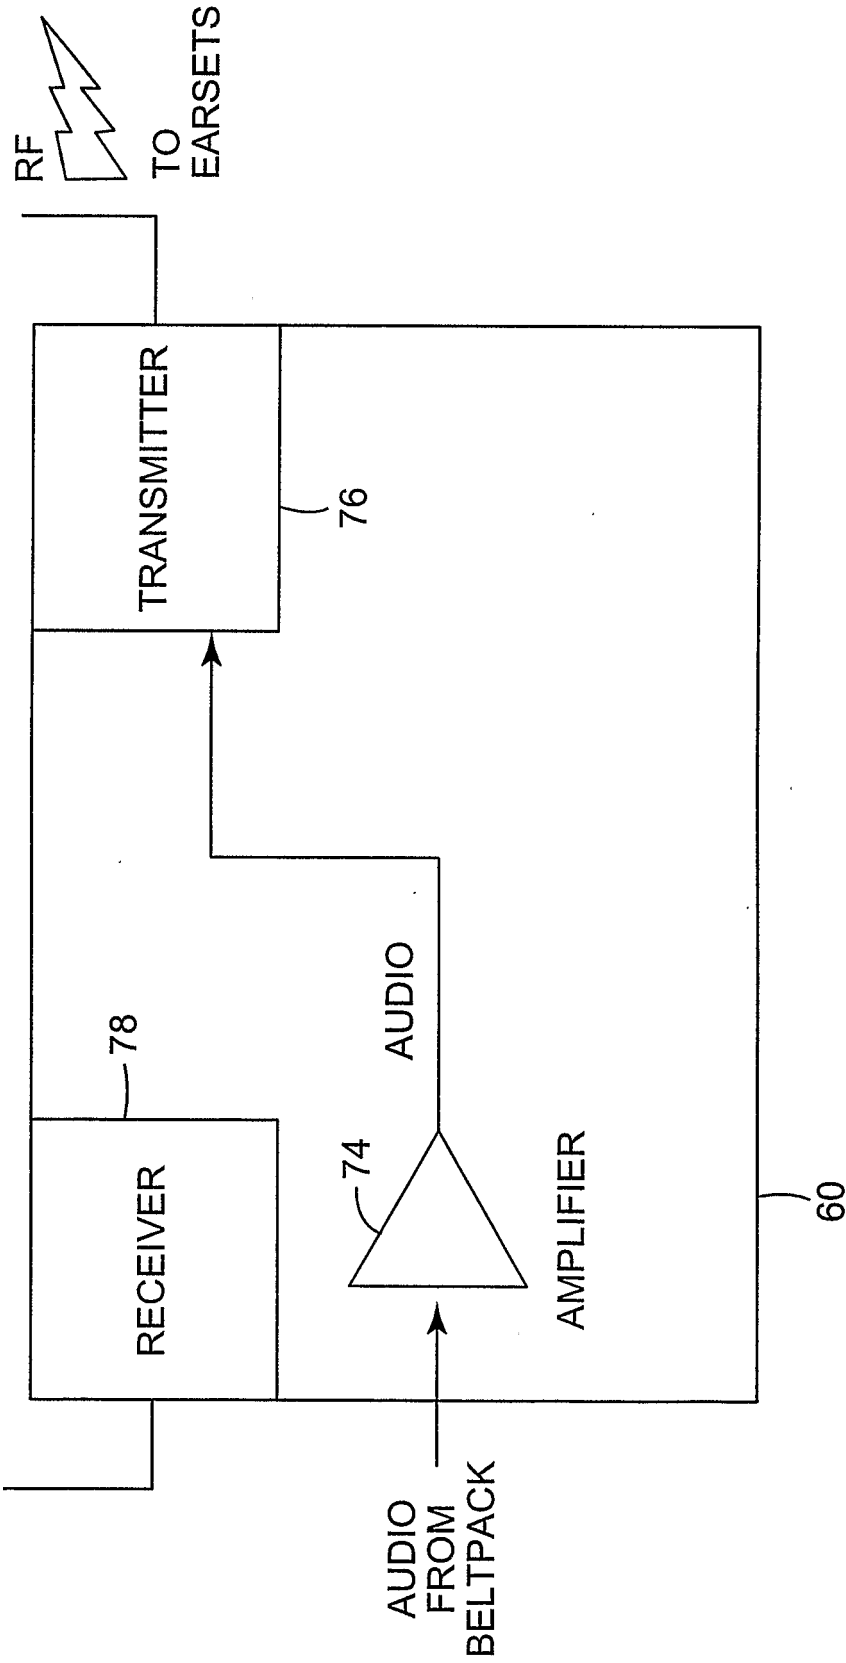 RF
TO
EARSETS
TRANSMITTER
76
78
RECEIVER
AUDIO
74
AMPLIFIER
AUDIO
FROM
BELTPACK
60